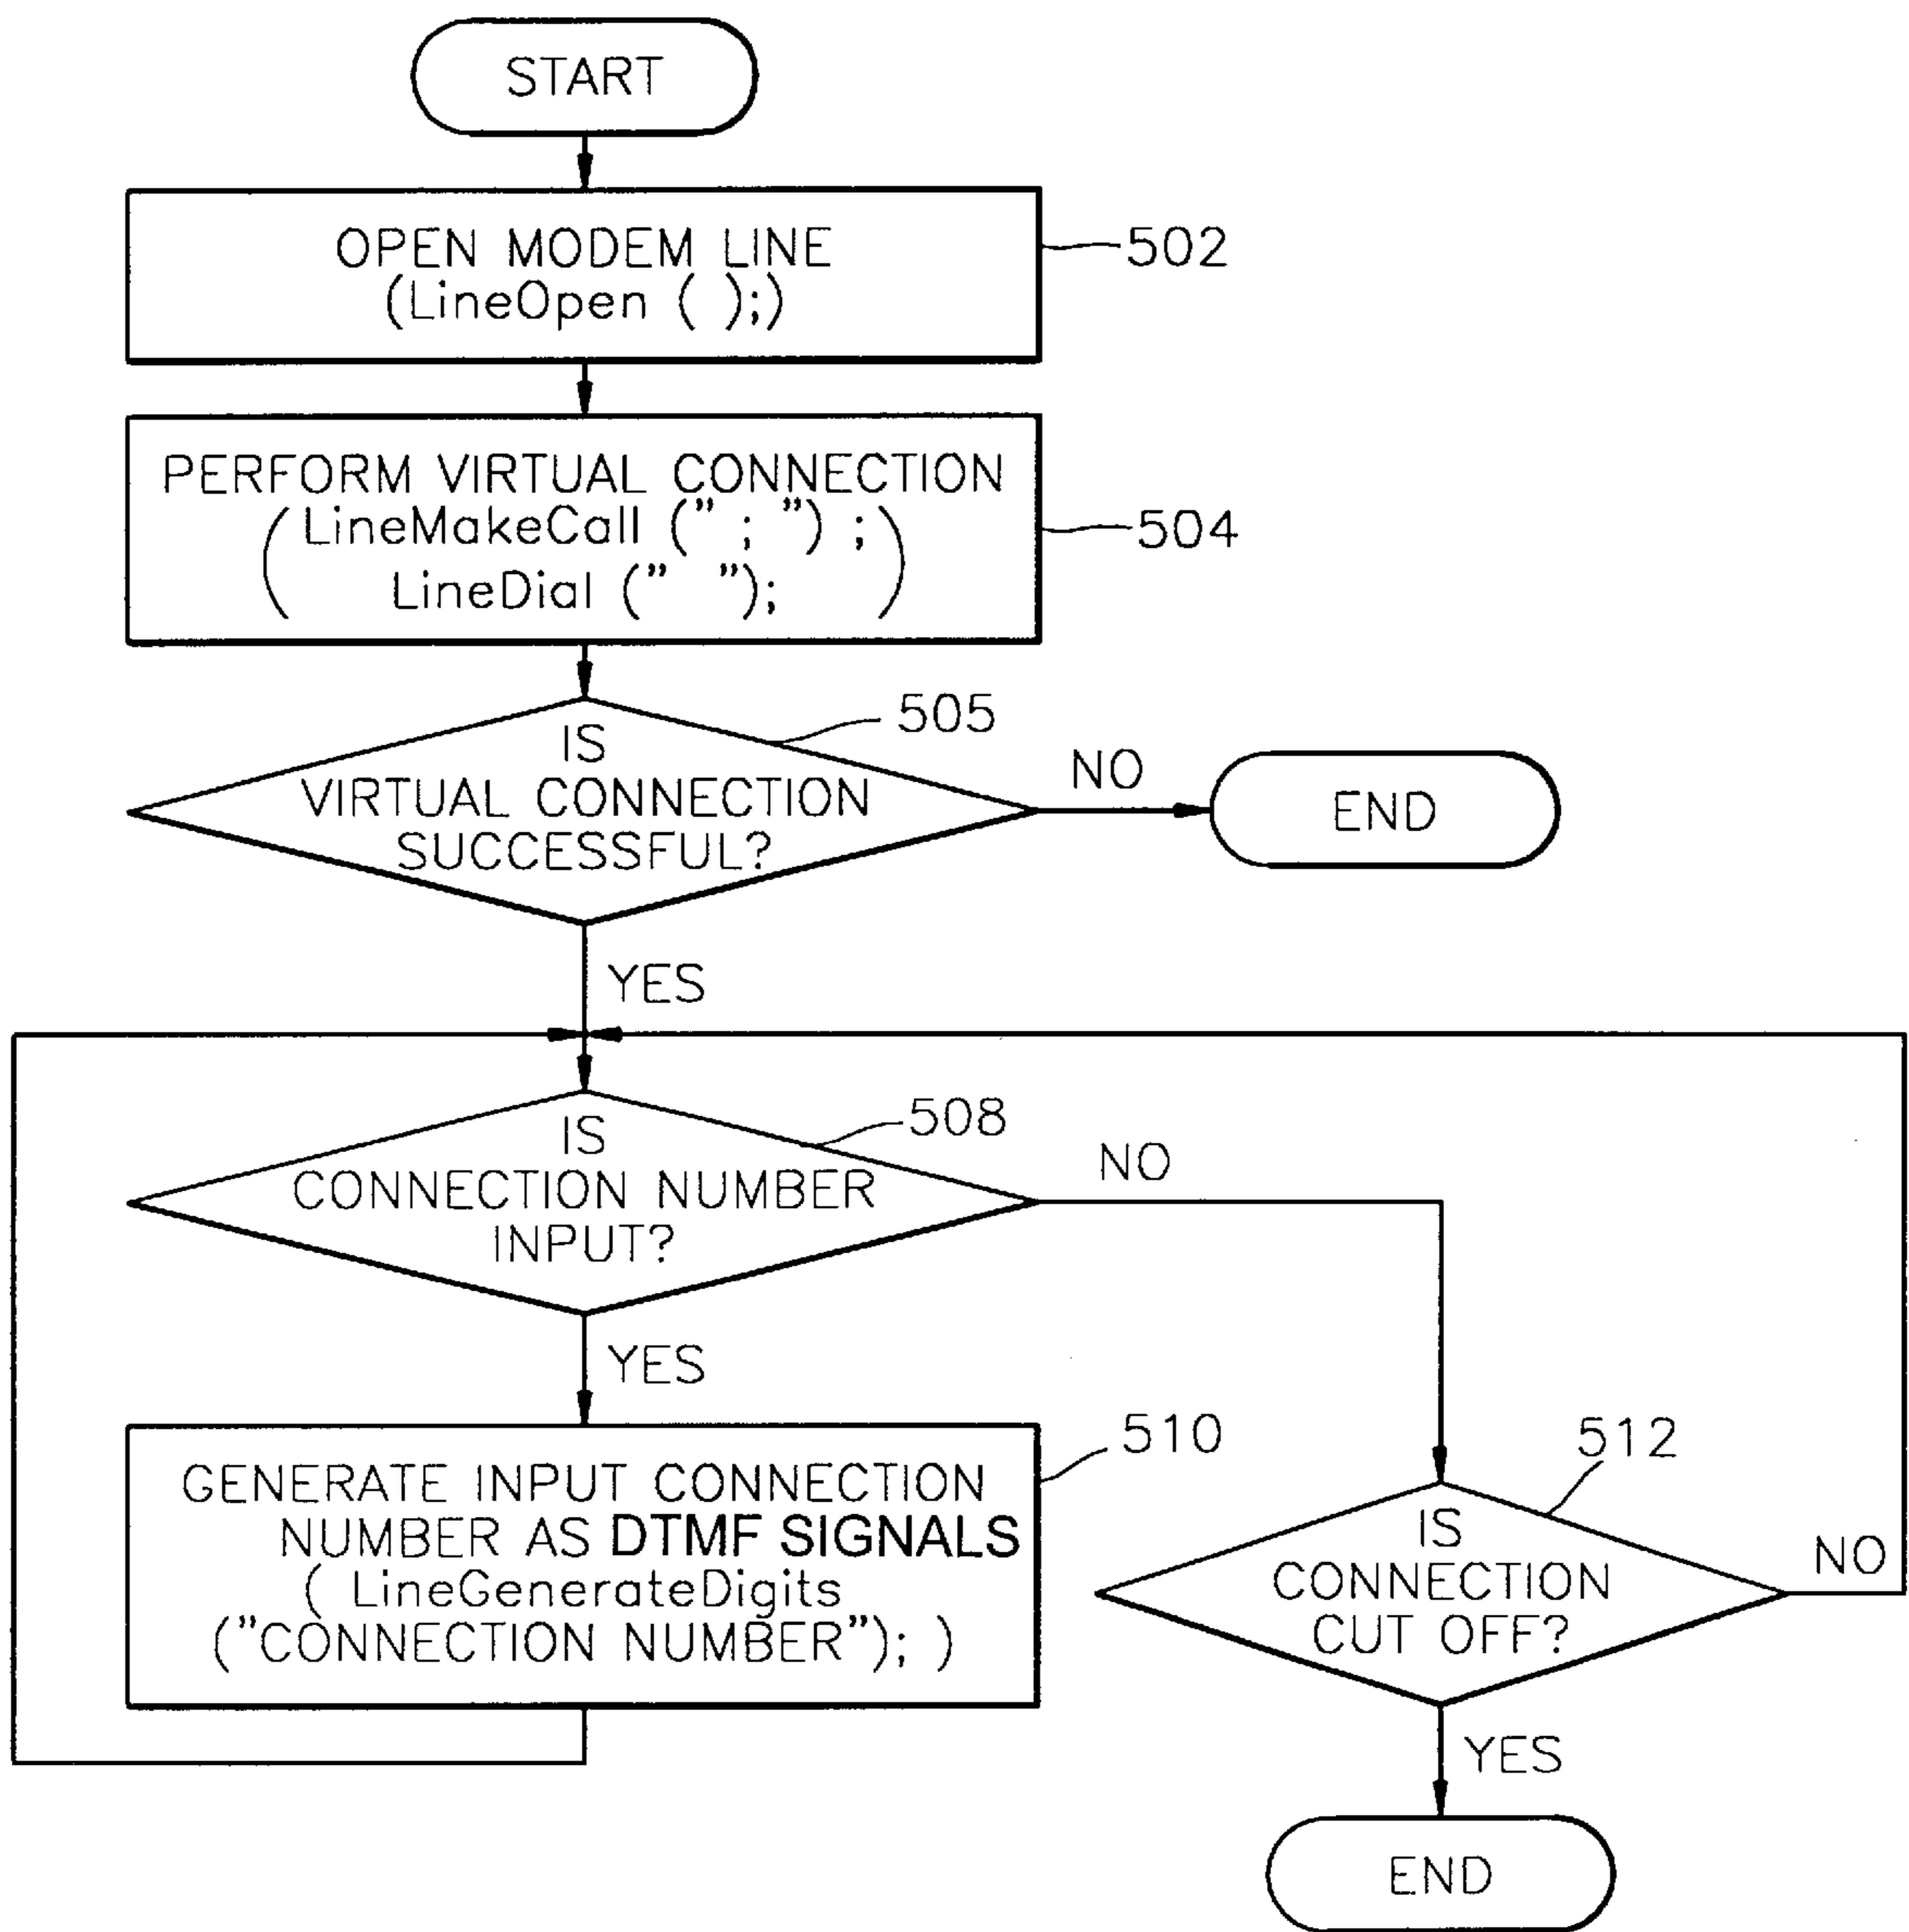 START
OPEN MODEM LINE
(LineOpen ( );)
502
PERFORM VIRTUAL CONNECTION
( LineMakeCall (" ; ") ;
LineDial (" "); )
504
505
IS
VIRTUAL CONNECTION
SUCCESSFUL?
NO
END
YES
508
IS
CONNECTION NUMBER
INPUT?
NO
YES
510
GENERATE INPUT CONNECTION
NUMBER AS DTMF SIGNALS
( LineGenerateDigits
("CONNECTION NUMBER"); )
512
IS
CONNECTION
CUT OFF?
NO
YES
END